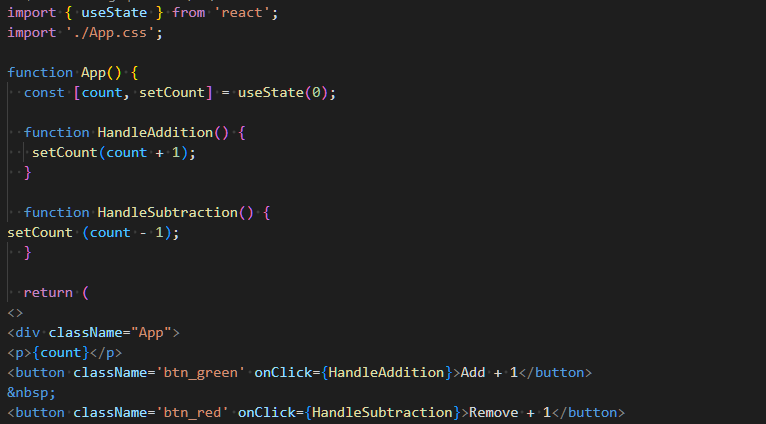 import { useState } from 'react';
import './App.css';

function App() {
  const [count, setCount] = useState(0);

  function HandleAddition() {
   setCount(count + 1);
  }

  function HandleSubtraction() {
setCount (count - 1);
  }

  return (
<>
<div className="App">
<p>{count}</p>
<button className='btn_green' onClick={HandleAddition}>Add + 1</button>
&nbsp;
<button className='btn_red' onClick={HandleSubtraction}>Remove + 1</button>